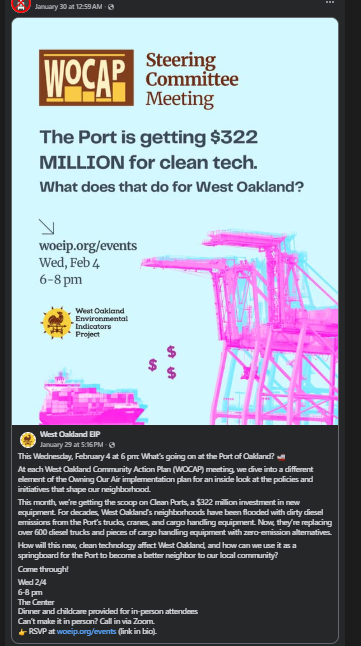 January 30 at 12:59 AM ·
WOCAP
Steering
Committee
Meeting
The Port is getting $322
MILLION for clean tech.
What does that do for West Oakland?
woeip.org/events
Wed, Feb 4
6-8 pm
West Oakland
Environmental
Indicators
Project
$
$
$
West Oakland EIP
January 29 at 5:16 PM ·
This Wednesday, February 4 at 6 pm: What's going on at the Port of Oakland? 🚛
At each West Oakland Community Action Plan (WOCAP) meeting, we dive into a different
element of the Owning Our Air implementation plan for an inside look at the policies and
initiatives that shape our neighborhood.
This month, we're getting the scoop on Clean Ports, a $322 million investment in new
equipment. For decades, West Oakland's neighborhoods have been flooded with dirty diesel
emissions from the Port's trucks, cranes, and cargo handling equipment. Now, they're replacing
over 600 diesel trucks and pieces of cargo handling equipment with zero-emission alternatives.
How will this new, clean technology affect West Oakland, and how can we use it as a
springboard for the Port to become a better neighbor to our local community?
Come through!
Wed 2/4
6-8 pm
The Center
Dinner and childcare provided for in-person attendees
Can't make it in person? Call in via Zoom.
👉 RSVP at woeip.org/events (link in bio).